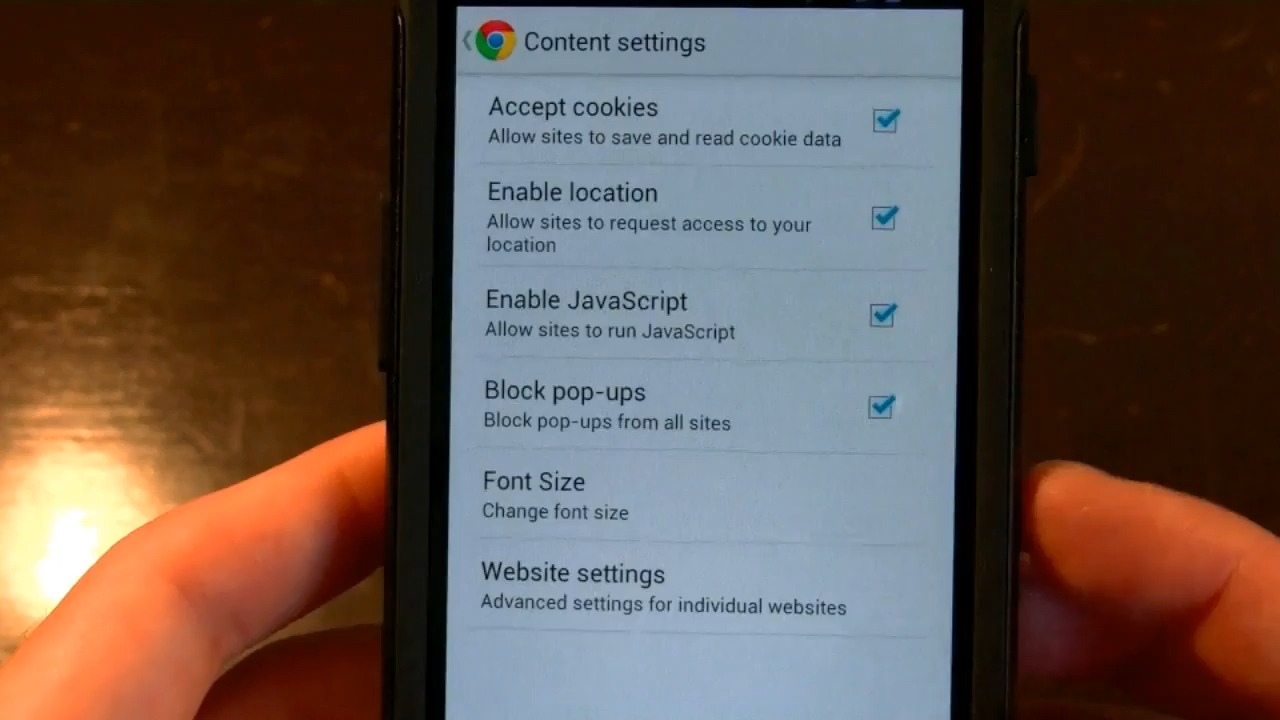 Content settings
Accept cookies
Allow sites to save and read cookie data
Enable location
Allow sites to request access to your
location
Enable JavaScript
Allow sites to run JavaScript
Block pop-ups
Block pop-ups from all sites
Font Size
Change font size
Website settings
Advanced settings for individual websites